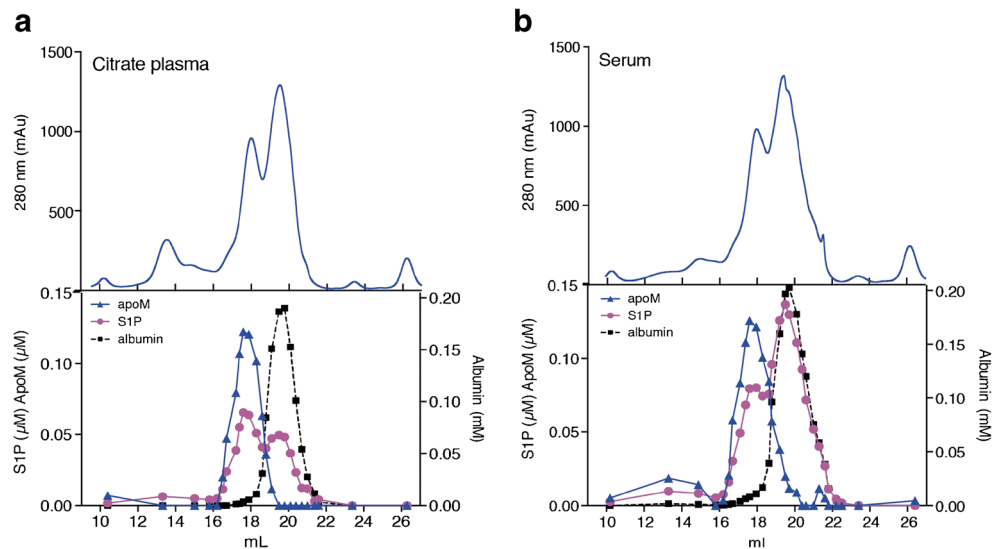 a
Citrate plasma
280 nm (mAu)
1500
1000
500
0.15
0.10
0.05
0.00
S1P (µM) ApoM (µM)
apoM
S1P
albumin
0.20
0.15
0.10
0.05
0.00
Albumin (mM)
10 12 14 16 18 20 22 24 26
mL
b
Serum
280 nm (mAu)
1500
1000
500
0.15
0.10
0.05
0.00
S1P (µM) ApoM (µM)
apoM
S1P
albumin
0.20
0.15
0.10
0.05
0.00
Albumin (mM)
10 12 14 16 18 20 22 24 26